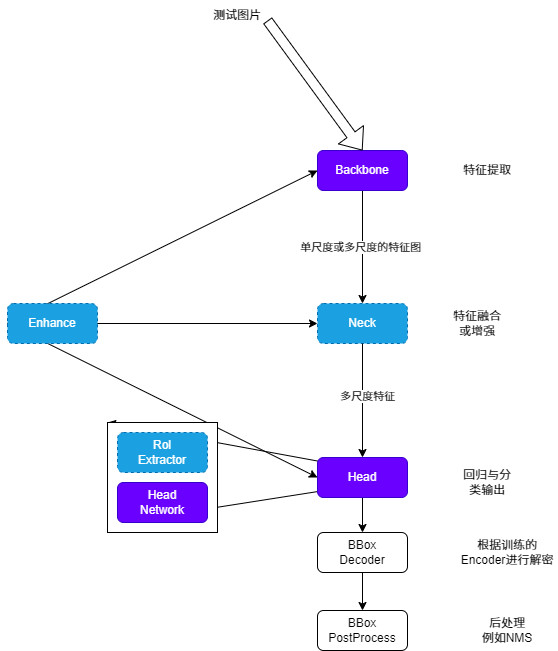 测试图片
Backbone
特征提取
单尺度或多尺度的特征图
Enhance
Neck
特征融合
或增强
多尺度特征
RoI
Extractor
Head
Network
Head
回归与分
类输出
BBox
Decoder
根据训练的
Encoder进行解密
BBox
PostProcess
后处理
例如NMS